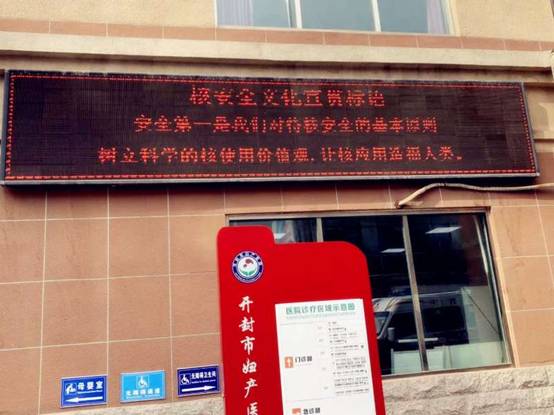 核安全文化宣贯标语
安全第一是我们对待核安全的基本原则
树立科学的核使用价值观,让核应用造福人类。
开封市妇产医
医院诊疗区域示意图
门诊部
急诊部
母婴室
无障碍通道
无障碍卫生间